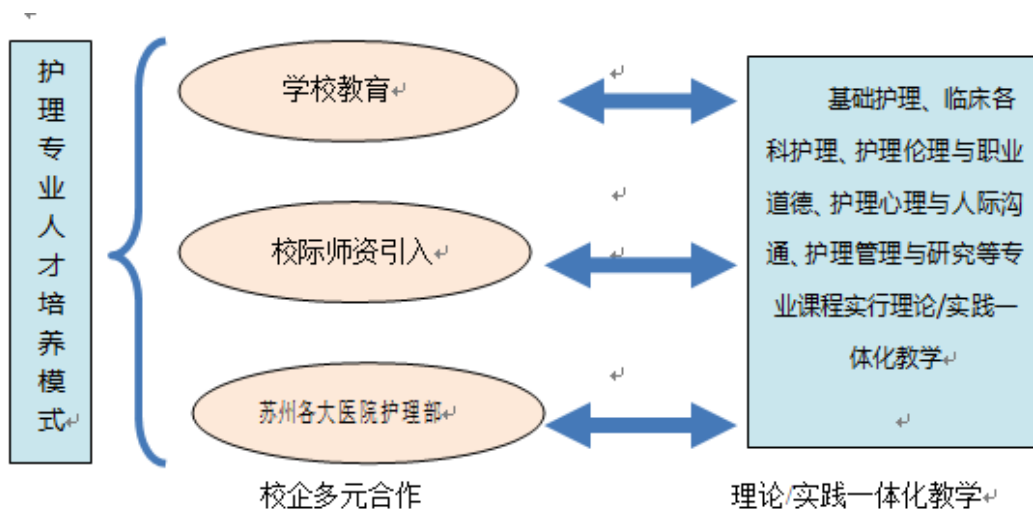 护
理
专
业
人
才
培
养
模
式
学校教育
校际师资引入
苏州各大医院护理部
校企多元合作
基础护理、临床各
科护理、护理伦理与职业
道德、护理心理与人际沟
通、护理管理与研究等专
业课程实行理论/实践一
体化教学
理论/实践一体化教学